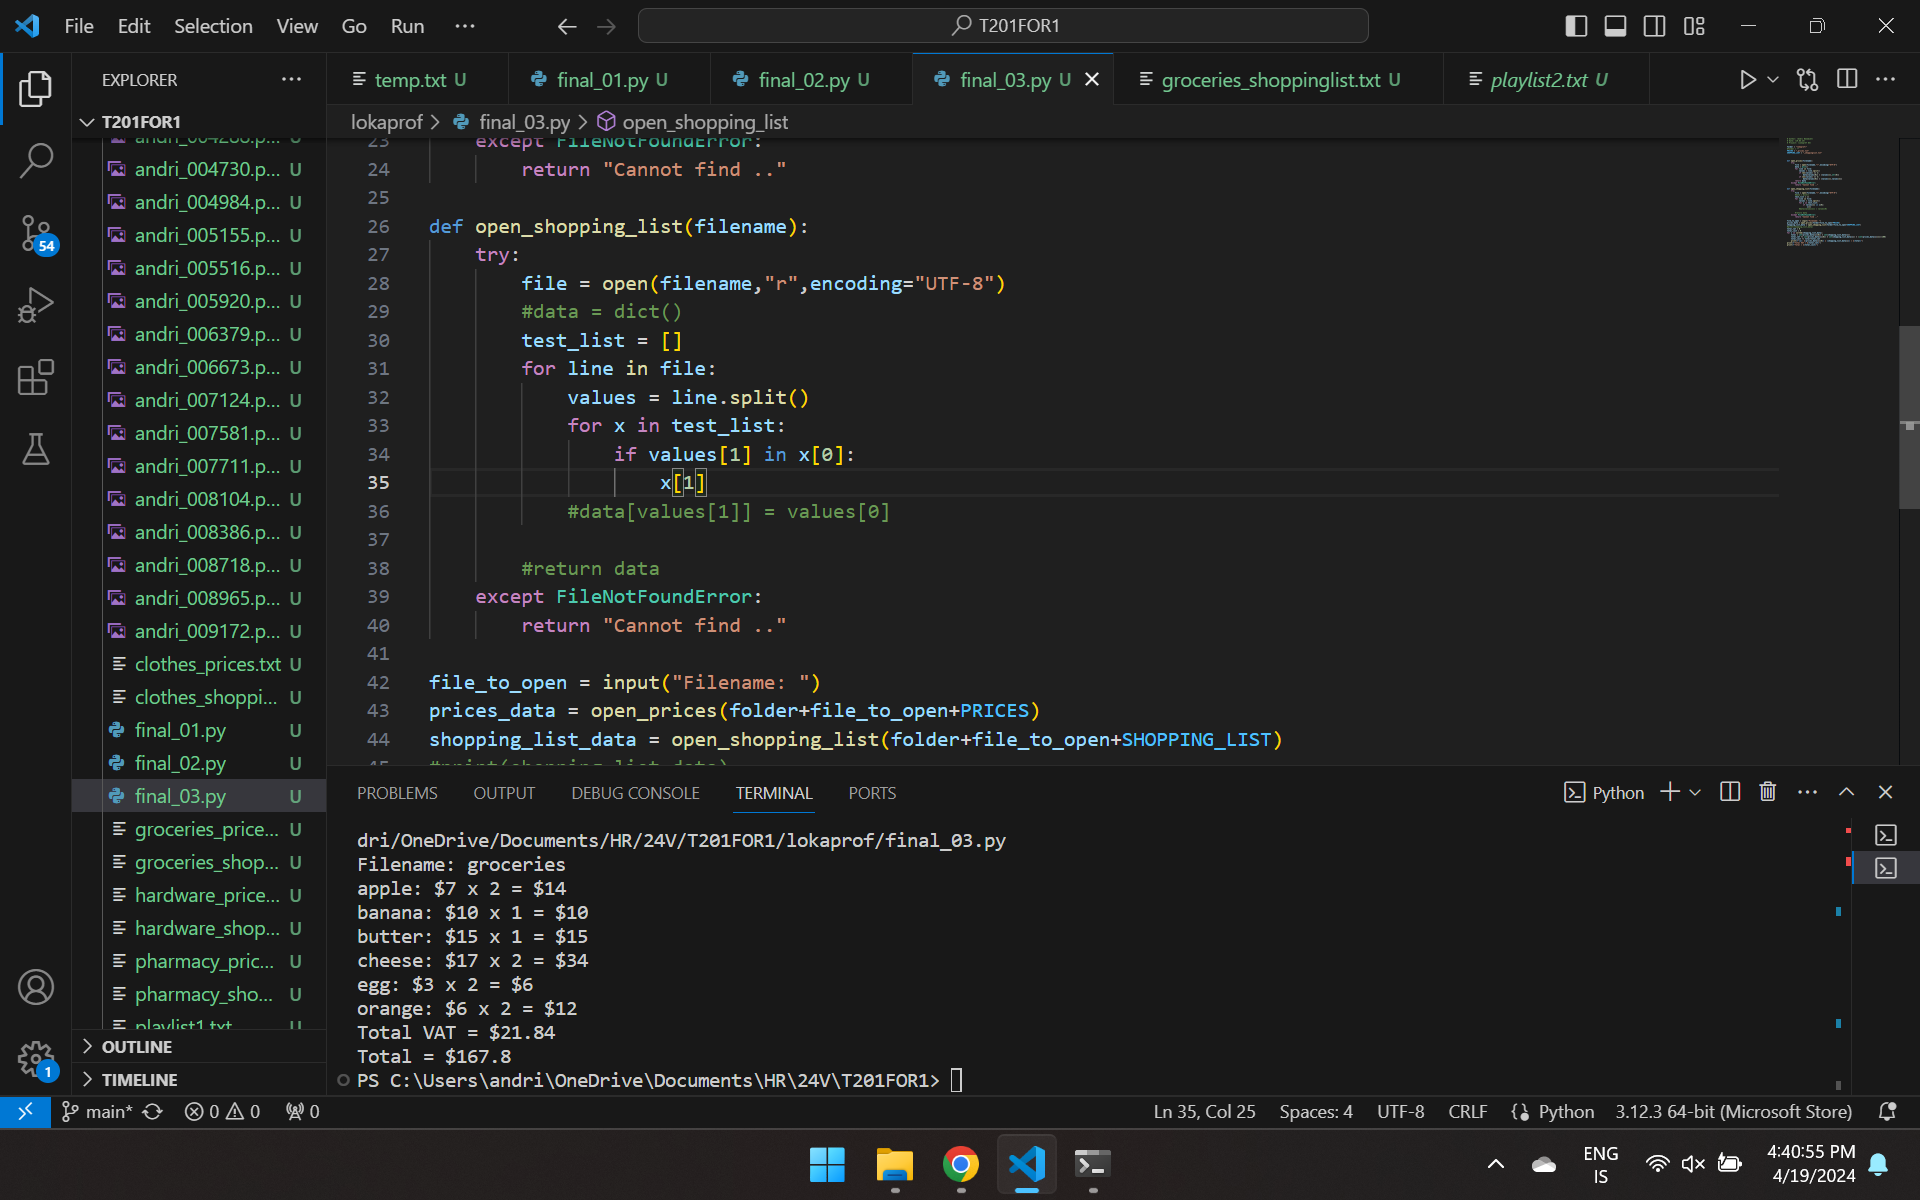 File Edit Selection View Go Run ...
T201FOR1
EXPLORER
temp.txt U
final_01.py U
final_02.py U
final_03.py U
groceries_shoppinglist.txt U
playlist2.txt U
T201FOR1
lokaprof > final_03.py > open_shopping_list
andri_004730.p... U
andri_004984.p... U
andri_005155.p... U
andri_005516.p... U
andri_005920.p... U
andri_006379.p... U
andri_006673.p... U
andri_007124.p... U
andri_007581.p... U
andri_007711.p... U
andri_008104.p... U
andri_008386.p... U
andri_008718.p... U
andri_008965.p... U
andri_009172.p... U
clothes_prices.txt U
clothes_shoppi... U
final_01.py U
final_02.py U
final_03.py U
groceries_price... U
groceries_shop... U
hardware_price... U
hardware_shop... U
pharmacy_pric... U
pharmacy_sho... U
playlist1.txt U
OUTLINE
TIMELINE
54
1
23 except FileNotFoundError:
24 return "Cannot find .."
25
26 def open_shopping_list(filename):
27 try:
28 file = open(filename,"r",encoding="UTF-8")
29 #data = dict()
30 test_list = []
31 for line in file:
32 values = line.split()
33 for x in test_list:
34 if values[1] in x[0]:
35 x[1]
36 #data[values[1]] = values[0]
37
38 #return data
39 except FileNotFoundError:
40 return "Cannot find .."
41
42 file_to_open = input("Filename: ")
43 prices_data = open_prices(folder+file_to_open+PRICES)
44 shopping_list_data = open_shopping_list(folder+file_to_open+SHOPPING_LIST)
45 #print(shopping_list_data)
PROBLEMS OUTPUT DEBUG CONSOLE TERMINAL PORTS
Python
dri/OneDrive/Documents/HR/24V/T201FOR1/lokaprof/final_03.py
Filename: groceries
apple: $7 x 2 = $14
banana: $10 x 1 = $10
butter: $15 x 1 = $15
cheese: $17 x 2 = $34
egg: $3 x 2 = $6
orange: $6 x 2 = $12
Total VAT = $21.84
Total = $167.8
PS C:\Users\andri\OneDrive\Documents\HR\24V\T201FOR1>
main* 0 0 0
Ln 35, Col 25 Spaces: 4 UTF-8 CRLF Python 3.12.3 64-bit (Microsoft Store)
ENG
IS
4:40:55 PM
4/19/2024